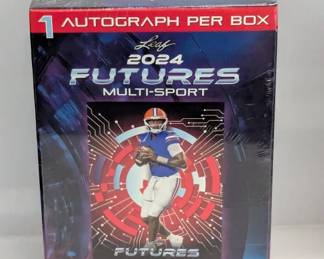 1 AUTOGRAPH PER BOX
Leaf
2024
FUTURES
MULTI-SPORT
FUTURES